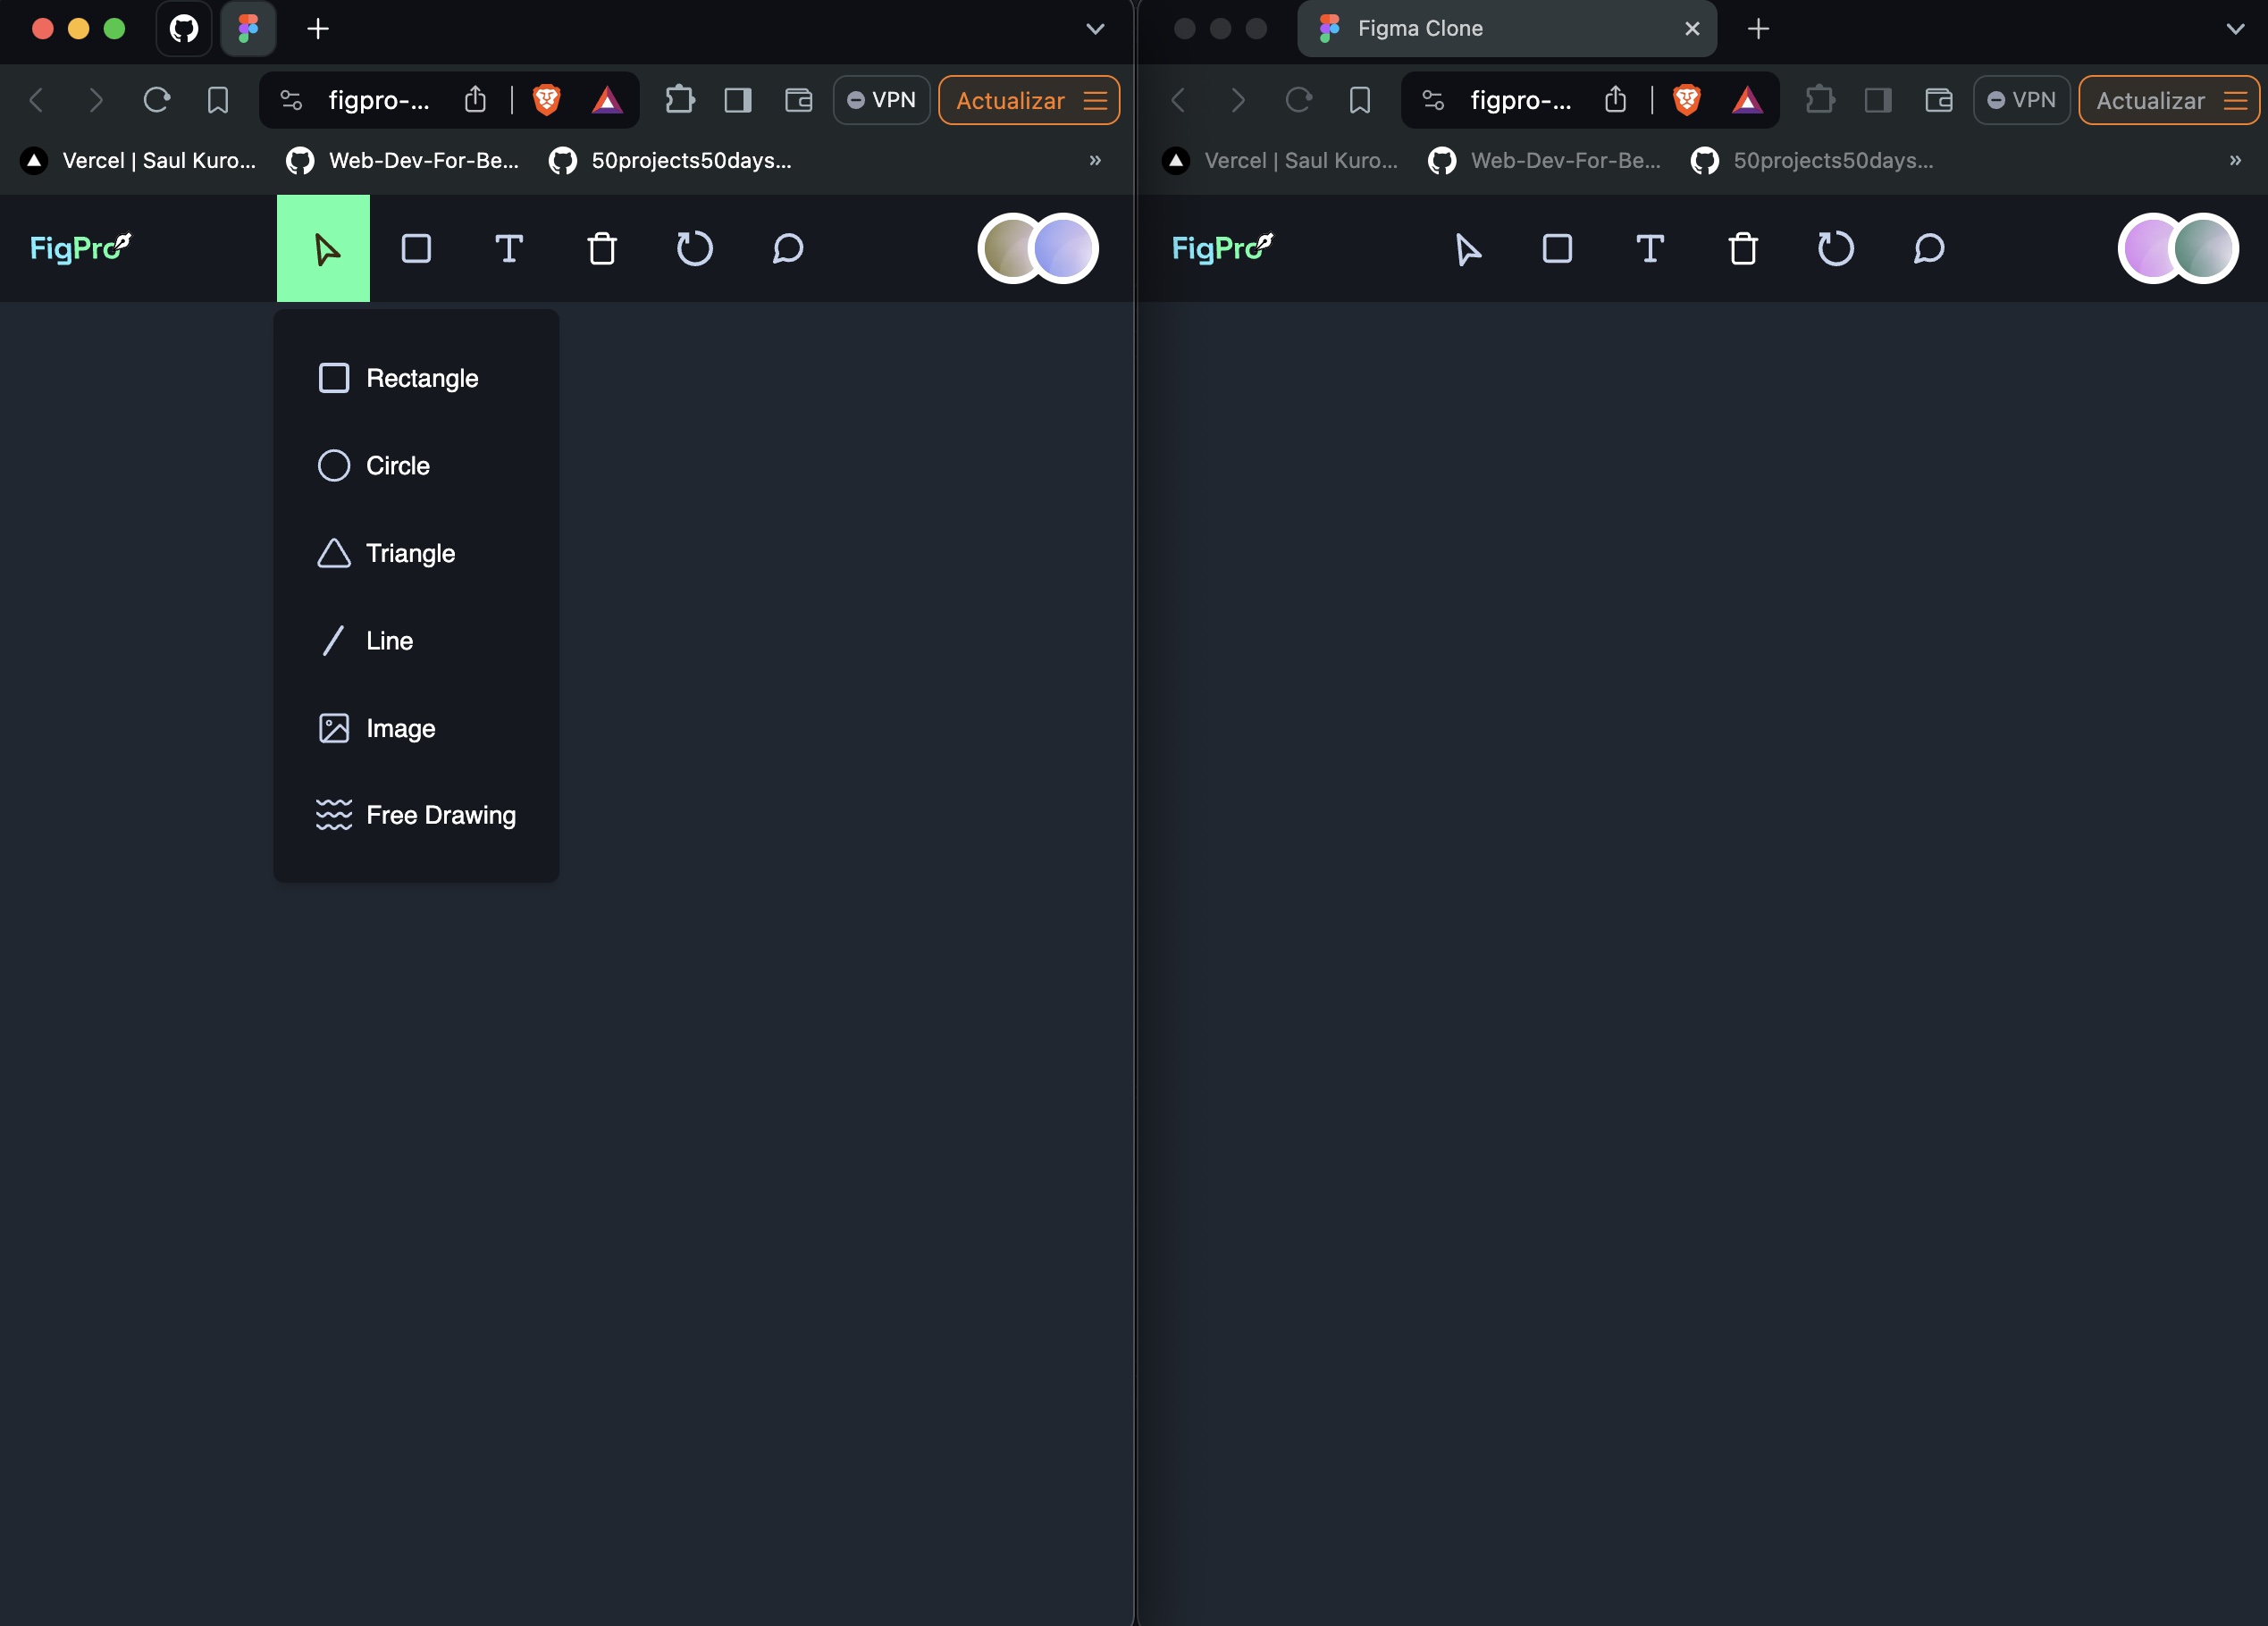 figpro-...
VPN
Actualizar
Vercel | Saul Kuro...
Web-Dev-For-Be...
50projects50days...
»
FigPro
T
Rectangle
Circle
Triangle
Line
Image
Free Drawing
Figma Clone
figpro-...
VPN
Actualizar
Vercel | Saul Kuro...
Web-Dev-For-Be...
50projects50days...
»
FigPro
T